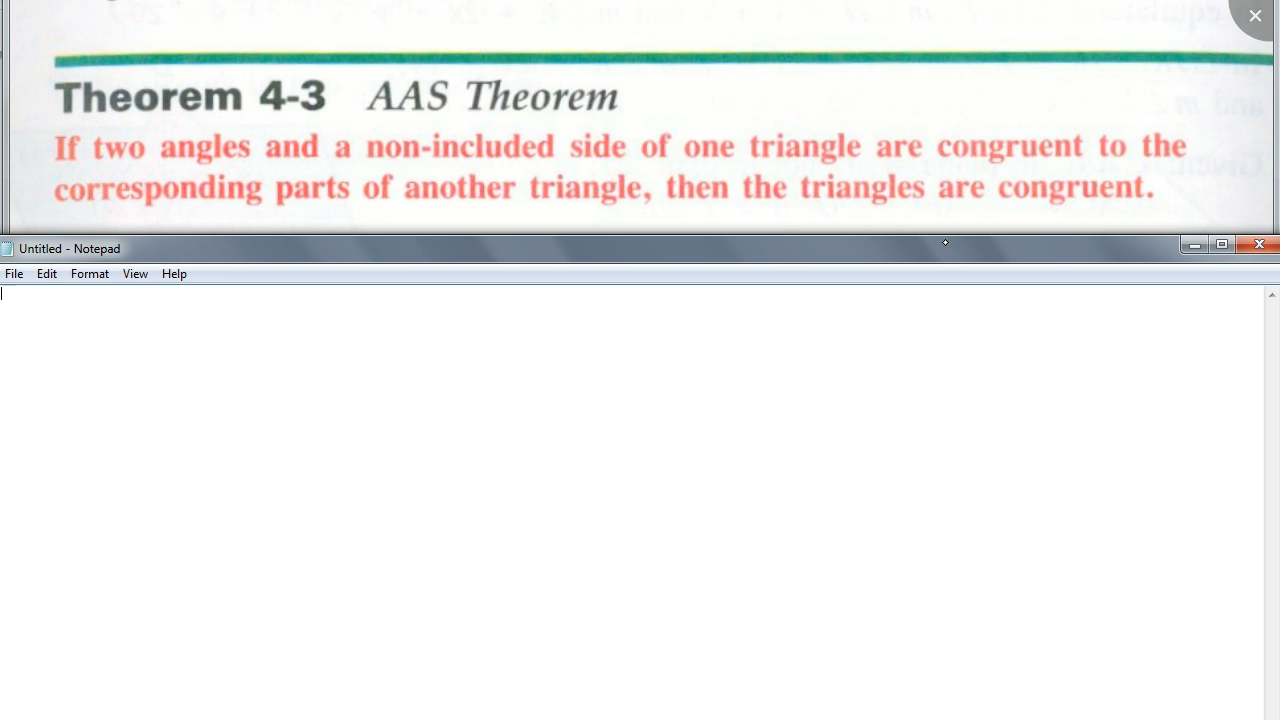 Theorem 4-3 AAS Theorem
If two angles and a non-included side of one triangle are congruent to the
corresponding parts of another triangle, then the triangles are congruent.
Untitled - Notepad
File Edit Format View Help